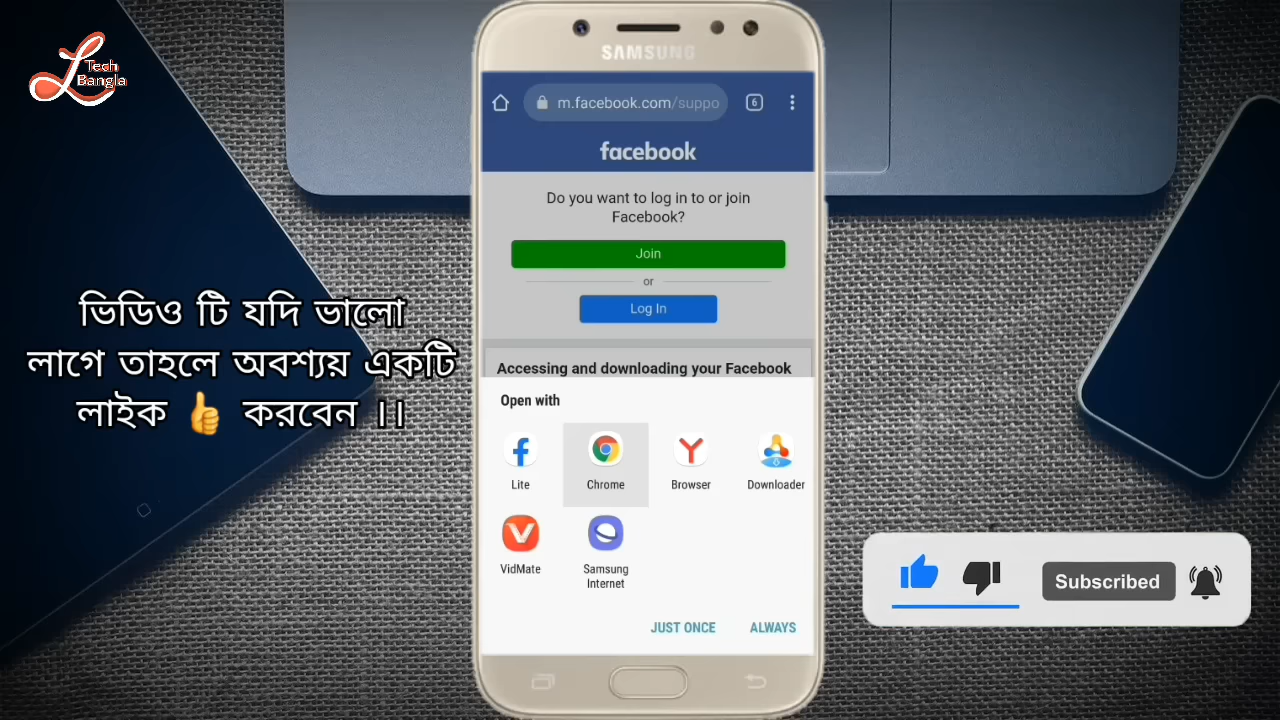 Tech
Bangla
ভিডিও টি যদি ভালো
লাগে তাহলে অবশ্যয় একটি
লাইক 👍 করবেন ।।
SAMSUNG
m.facebook.com/suppo
6
facebook
Do you want to log in to or join
Facebook?
Join
or
Log In
Accessing and downloading your Facebook
Open with
Lite
Chrome
Browser
Downloader
VidMate
Samsung
Internet
JUST ONCE
ALWAYS
Subscribed